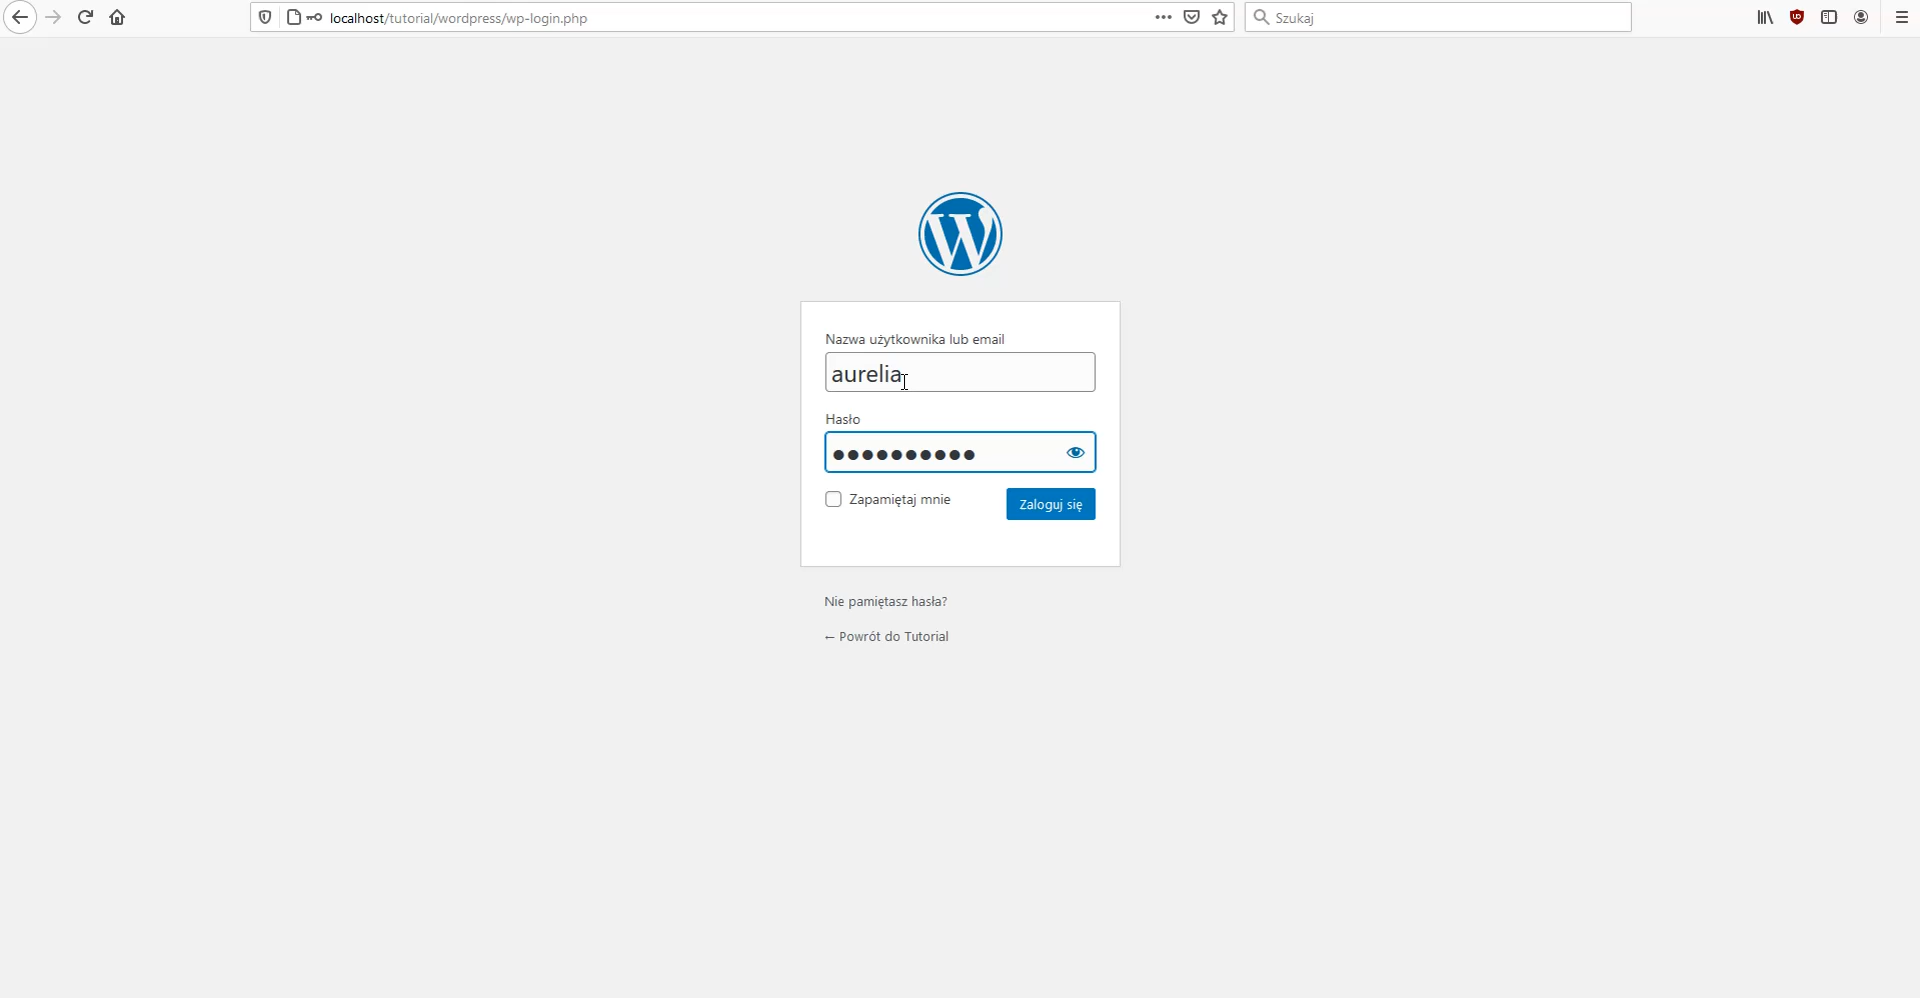 localhost/tutorial/wordpress/wp-login.php
Szukaj
Nazwa użytkownika lub email
aurelia
Hasło
●●●●●●●●●●
Zapamiętaj mnie
Zaloguj się
Nie pamiętasz hasła?
← Powrót do Tutorial